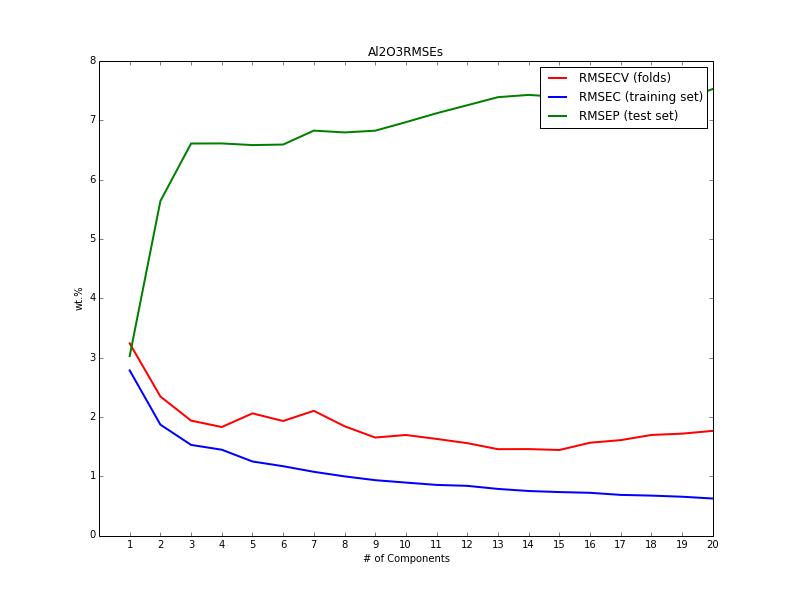 Al2O3RMSEs
RMSECV (folds)
RMSEC (training set)
RMSEP (test set)
8
7
6
5
4
3
2
1
0
wt.%
1 2 3 4 5 6 7 8 9 10 11 12 13 14 15 16 17 18 19 20
# of Components